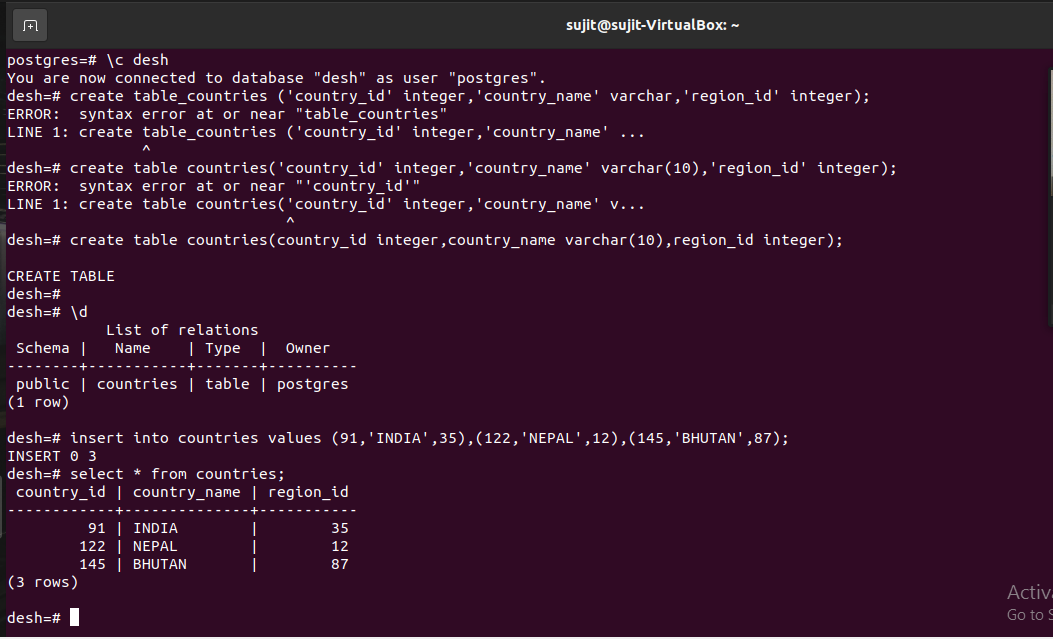 sujit@sujit-VirtualBox: ~
postgres=# \c desh
You are now connected to database "desh" as user "postgres".
desh=# create table_countries ('country_id' integer,'country_name' varchar,'region_id' integer);
ERROR:  syntax error at or near "table_countries"
LINE 1: create table_countries ('country_id' integer,'country_name' ...
               ^
desh=# create table countries('country_id' integer,'country_name' varchar(10),'region_id' integer);
ERROR:  syntax error at or near "'country_id'"
LINE 1: create table countries('country_id' integer,'country_name' v...
                               ^
desh=# create table countries(country_id integer,country_name varchar(10),region_id integer);
CREATE TABLE
desh=#
desh=# \d
           List of relations
 Schema |   Name    | Type  |  Owner
--------+-----------+-------+----------
 public | countries | table | postgres
(1 row)
desh=# insert into countries values (91,'INDIA',35),(122,'NEPAL',12),(145,'BHUTAN',87);
INSERT 0 3
desh=# select * from countries;
 country_id | country_name | region_id
------------+--------------+-----------
         91 | INDIA        |        35
        122 | NEPAL        |        12
        145 | BHUTAN       |        87
(3 rows)
desh=#
Activ
Go to S